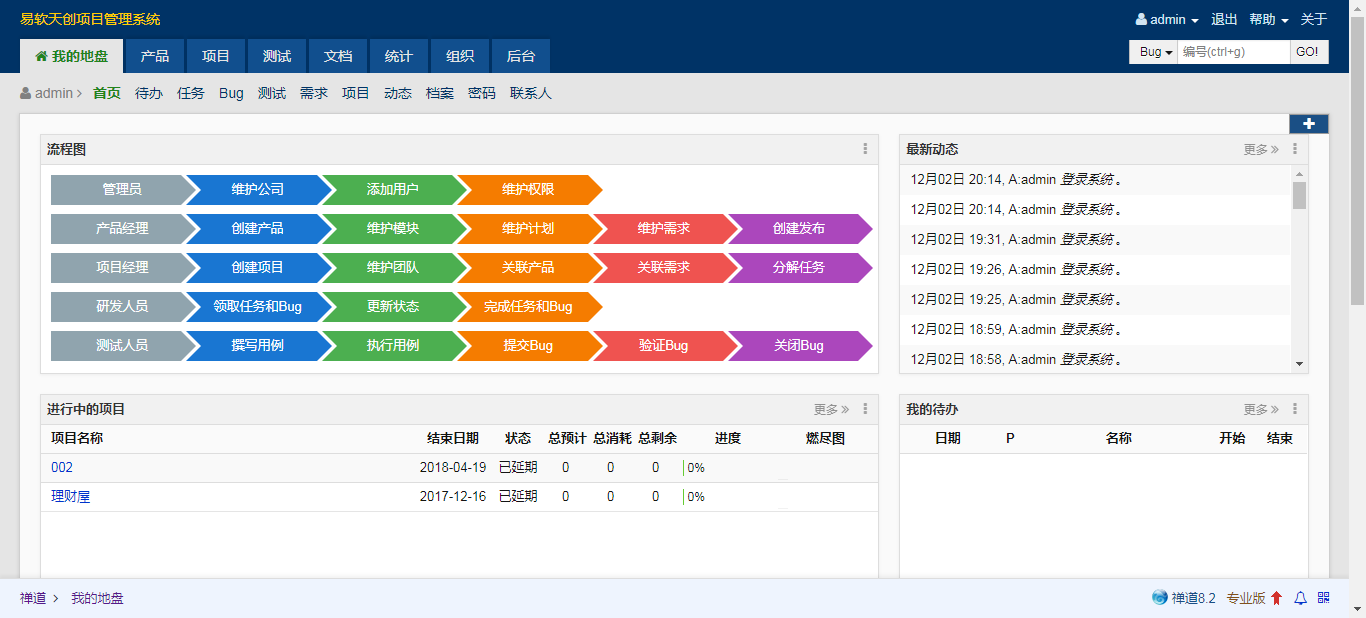 易软天创项目管理系统
admin 退出 帮助 关于
我的地盘 产品 项目 测试 文档 统计 组织 后台
Bug 编号(ctrl+g) GO!
admin 首页 待办 任务 Bug 测试 需求 项目 动态 档案 密码 联系人
流程图
管理员 维护公司 添加用户 维护权限
产品经理 创建产品 维护模块 维护计划 维护需求 创建发布
项目经理 创建项目 维护团队 关联产品 关联需求 分解任务
研发人员 领取任务和Bug 更新状态 完成任务和Bug
测试人员 撰写用例 执行用例 提交Bug 验证Bug 关闭Bug
最新动态 更多
12月02日 20:14, A:admin 登录系统。
12月02日 20:14, A:admin 登录系统。
12月02日 19:31, A:admin 登录系统。
12月02日 19:26, A:admin 登录系统。
12月02日 19:25, A:admin 登录系统。
12月02日 18:59, A:admin 登录系统。
12月02日 18:58, A:admin 登录系统。
进行中的项目 更多
项目名称 结束日期 状态 总预计 总消耗 总剩余 进度 燃尽图
002 2018-04-19 已延期 0 0 0 0%
理财屋 2017-12-16 已延期 0 0 0 0%
我的待办 更多
日期 P 名称 开始 结束
禅道 我的地盘
禅道8.2 专业版